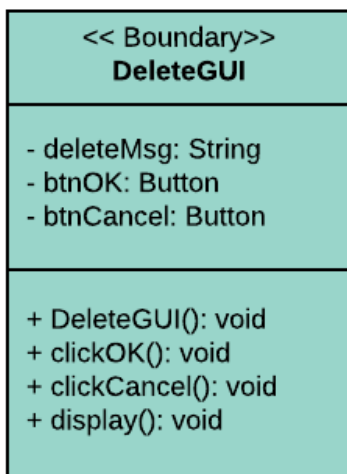 << Boundary>>
DeleteGUI
- deleteMsg: String
- btnOK: Button
- btnCancel: Button
+ DeleteGUI(): void
+ clickOK(): void
+ clickCancel(): void
+ display(): void